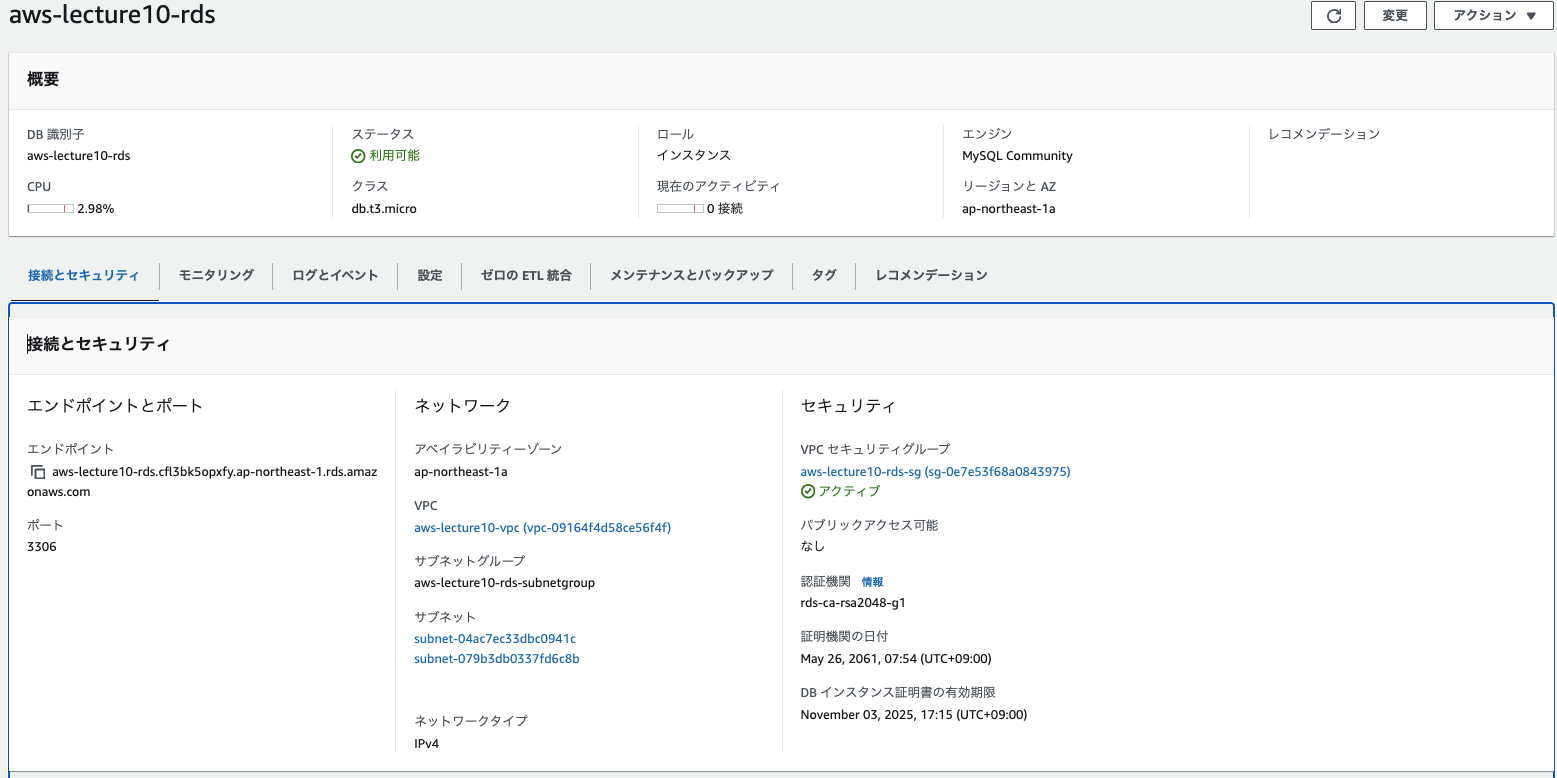 aws-lecture10-rds
変更
アクション ▼
概要
DB 識別子
aws-lecture10-rds
CPU
2.98%
ステータス
利用可能
クラス
db.t3.micro
ロール
インスタンス
現在のアクティビティ
0 接続
エンジン
MySQL Community
リージョンと AZ
ap-northeast-1a
レコメンデーション
接続とセキュリティ
モニタリング
ログとイベント
設定
ゼロの ETL 統合
メンテナンスとバックアップ
タグ
レコメンデーション
接続とセキュリティ
エンドポイントとポート
エンドポイント
aws-lecture10-rds.cfl3bk5opxfy.ap-northeast-1.rds.amaz
onaws.com
ポート
3306
ネットワーク
アベイラビリティーゾーン
ap-northeast-1a
VPC
aws-lecture10-vpc (vpc-09164f4d58ce56f4f)
サブネットグループ
aws-lecture10-rds-subnetgroup
サブネット
subnet-04ac7ec33dbc0941c
subnet-079b3db0337fd6c8b
ネットワークタイプ
IPv4
セキュリティ
VPC セキュリティグループ
aws-lecture10-rds-sg (sg-0e7e53f68a0843975)
アクティブ
パブリックアクセス可能
なし
認証機関 情報
rds-ca-rsa2048-g1
証明機関の日付
May 26, 2061, 07:54 (UTC+09:00)
DB インスタンス証明書の有効期限
November 03, 2025, 17:15 (UTC+09:00)